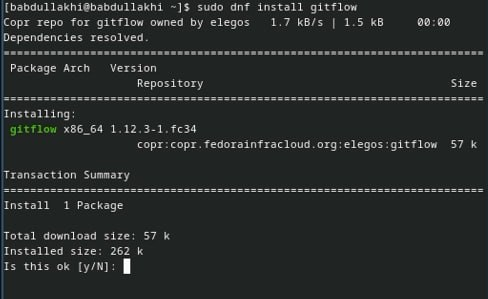 [babdullakhi@babdullakhi ~]$ sudo dnf install gitflow
Copr repo for gitflow owned by elegos   1.7 kB/s | 1.5 kB     00:00
Dependencies resolved.
================================================================
 Package Arch   Version
                   Repository                                Size
================================================================
Installing:
 gitflow x86_64 1.12.3-1.fc34
                   copr:copr.fedorainfracloud.org:elegos:gitflow  57 k

Transaction Summary
================================================================
Install  1 Package

Total download size: 57 k
Installed size: 262 k
Is this ok [y/N]: